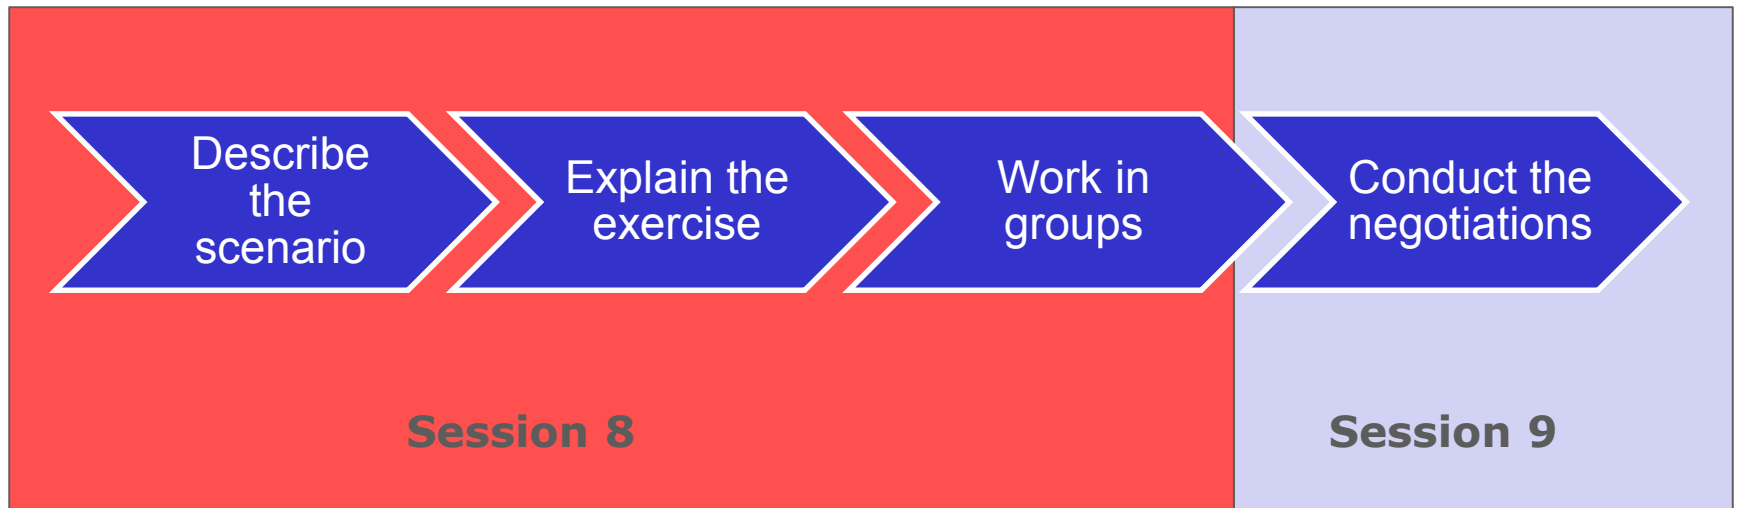 Describe
the
scenario
Explain the
exercise
Work in
groups
Conduct the
negotiations
Session 8
Session 9